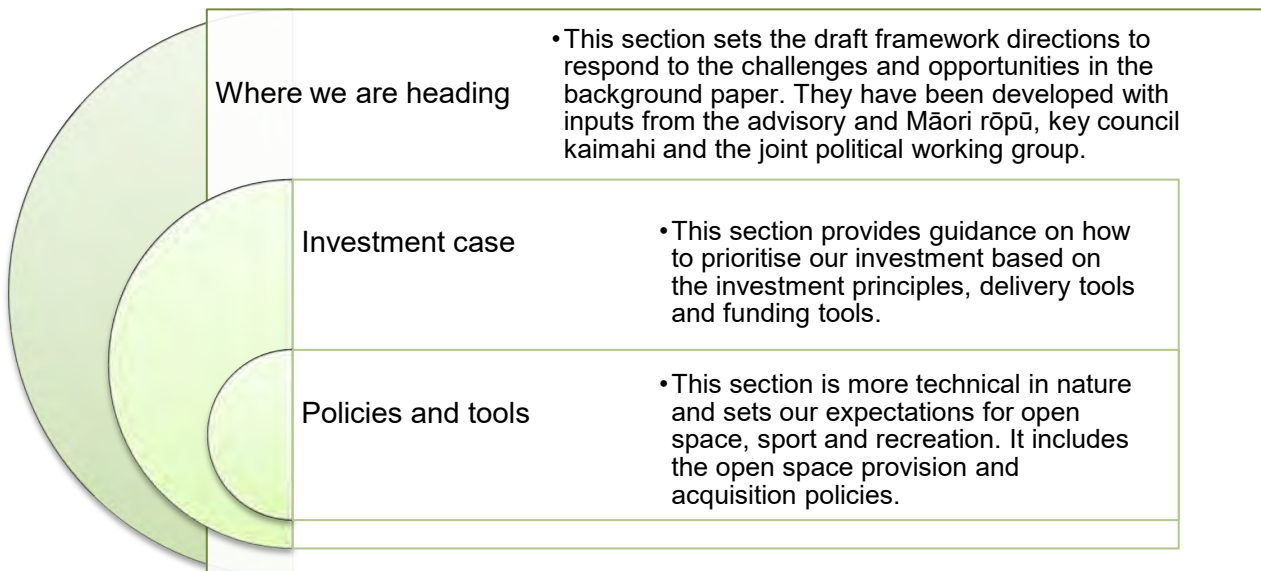 Where we are heading
•This section sets the draft framework directions to
respond to the challenges and opportunities in the
background paper. They have been developed with
inputs from the advisory and Māori rōpū, key council
kaimahi and the joint political working group.
Investment case
•This section provides guidance on how
to prioritise our investment based on
the investment principles, delivery tools
and funding tools.
Policies and tools
•This section is more technical in nature
and sets our expectations for open
space, sport and recreation. It includes
the open space provision and
acquisition policies.